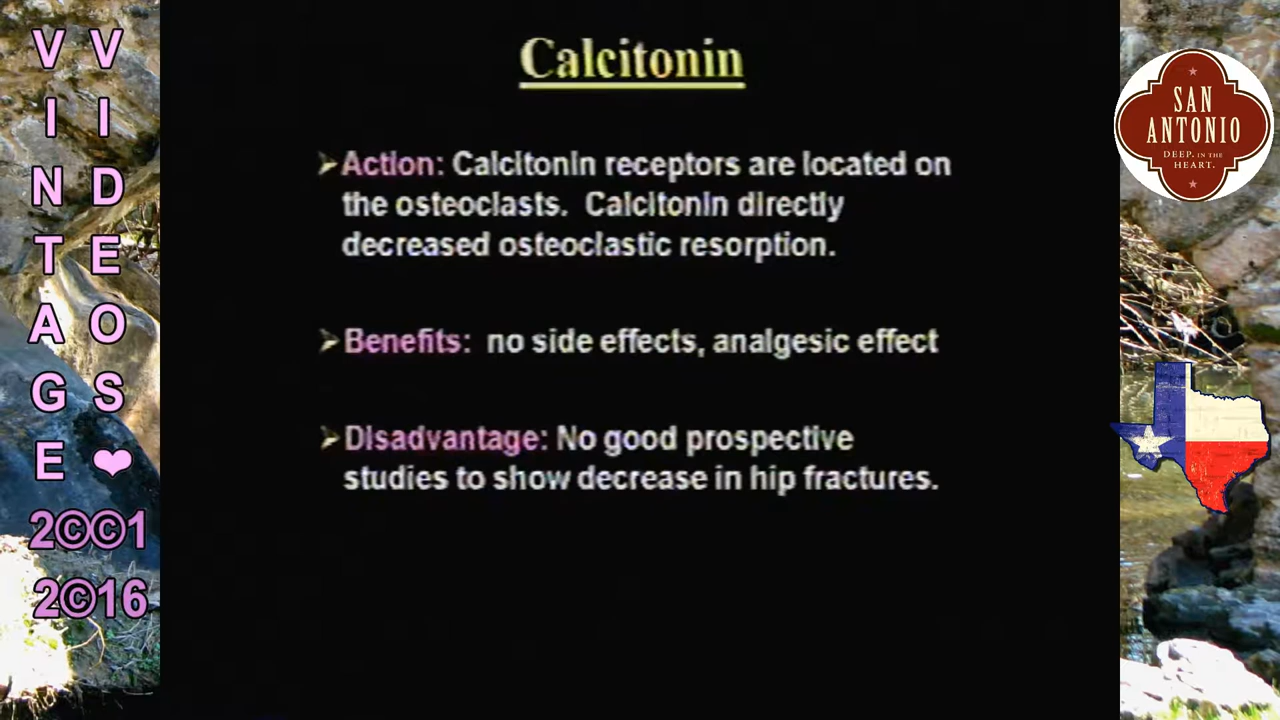 VINTAGE
VIDEOS❤
2©©1
2©16
Calcitonin
➢Action: Calcitonin receptors are located on
the osteoclasts. Calcitonin directly
decreased osteoclastic resorption.
➢Benefits: no side effects, analgesic effect
➢Disadvantage: No good prospective
studies to show decrease in hip fractures.
SAN
ANTONIO
DEEP. IN THE
HEART.